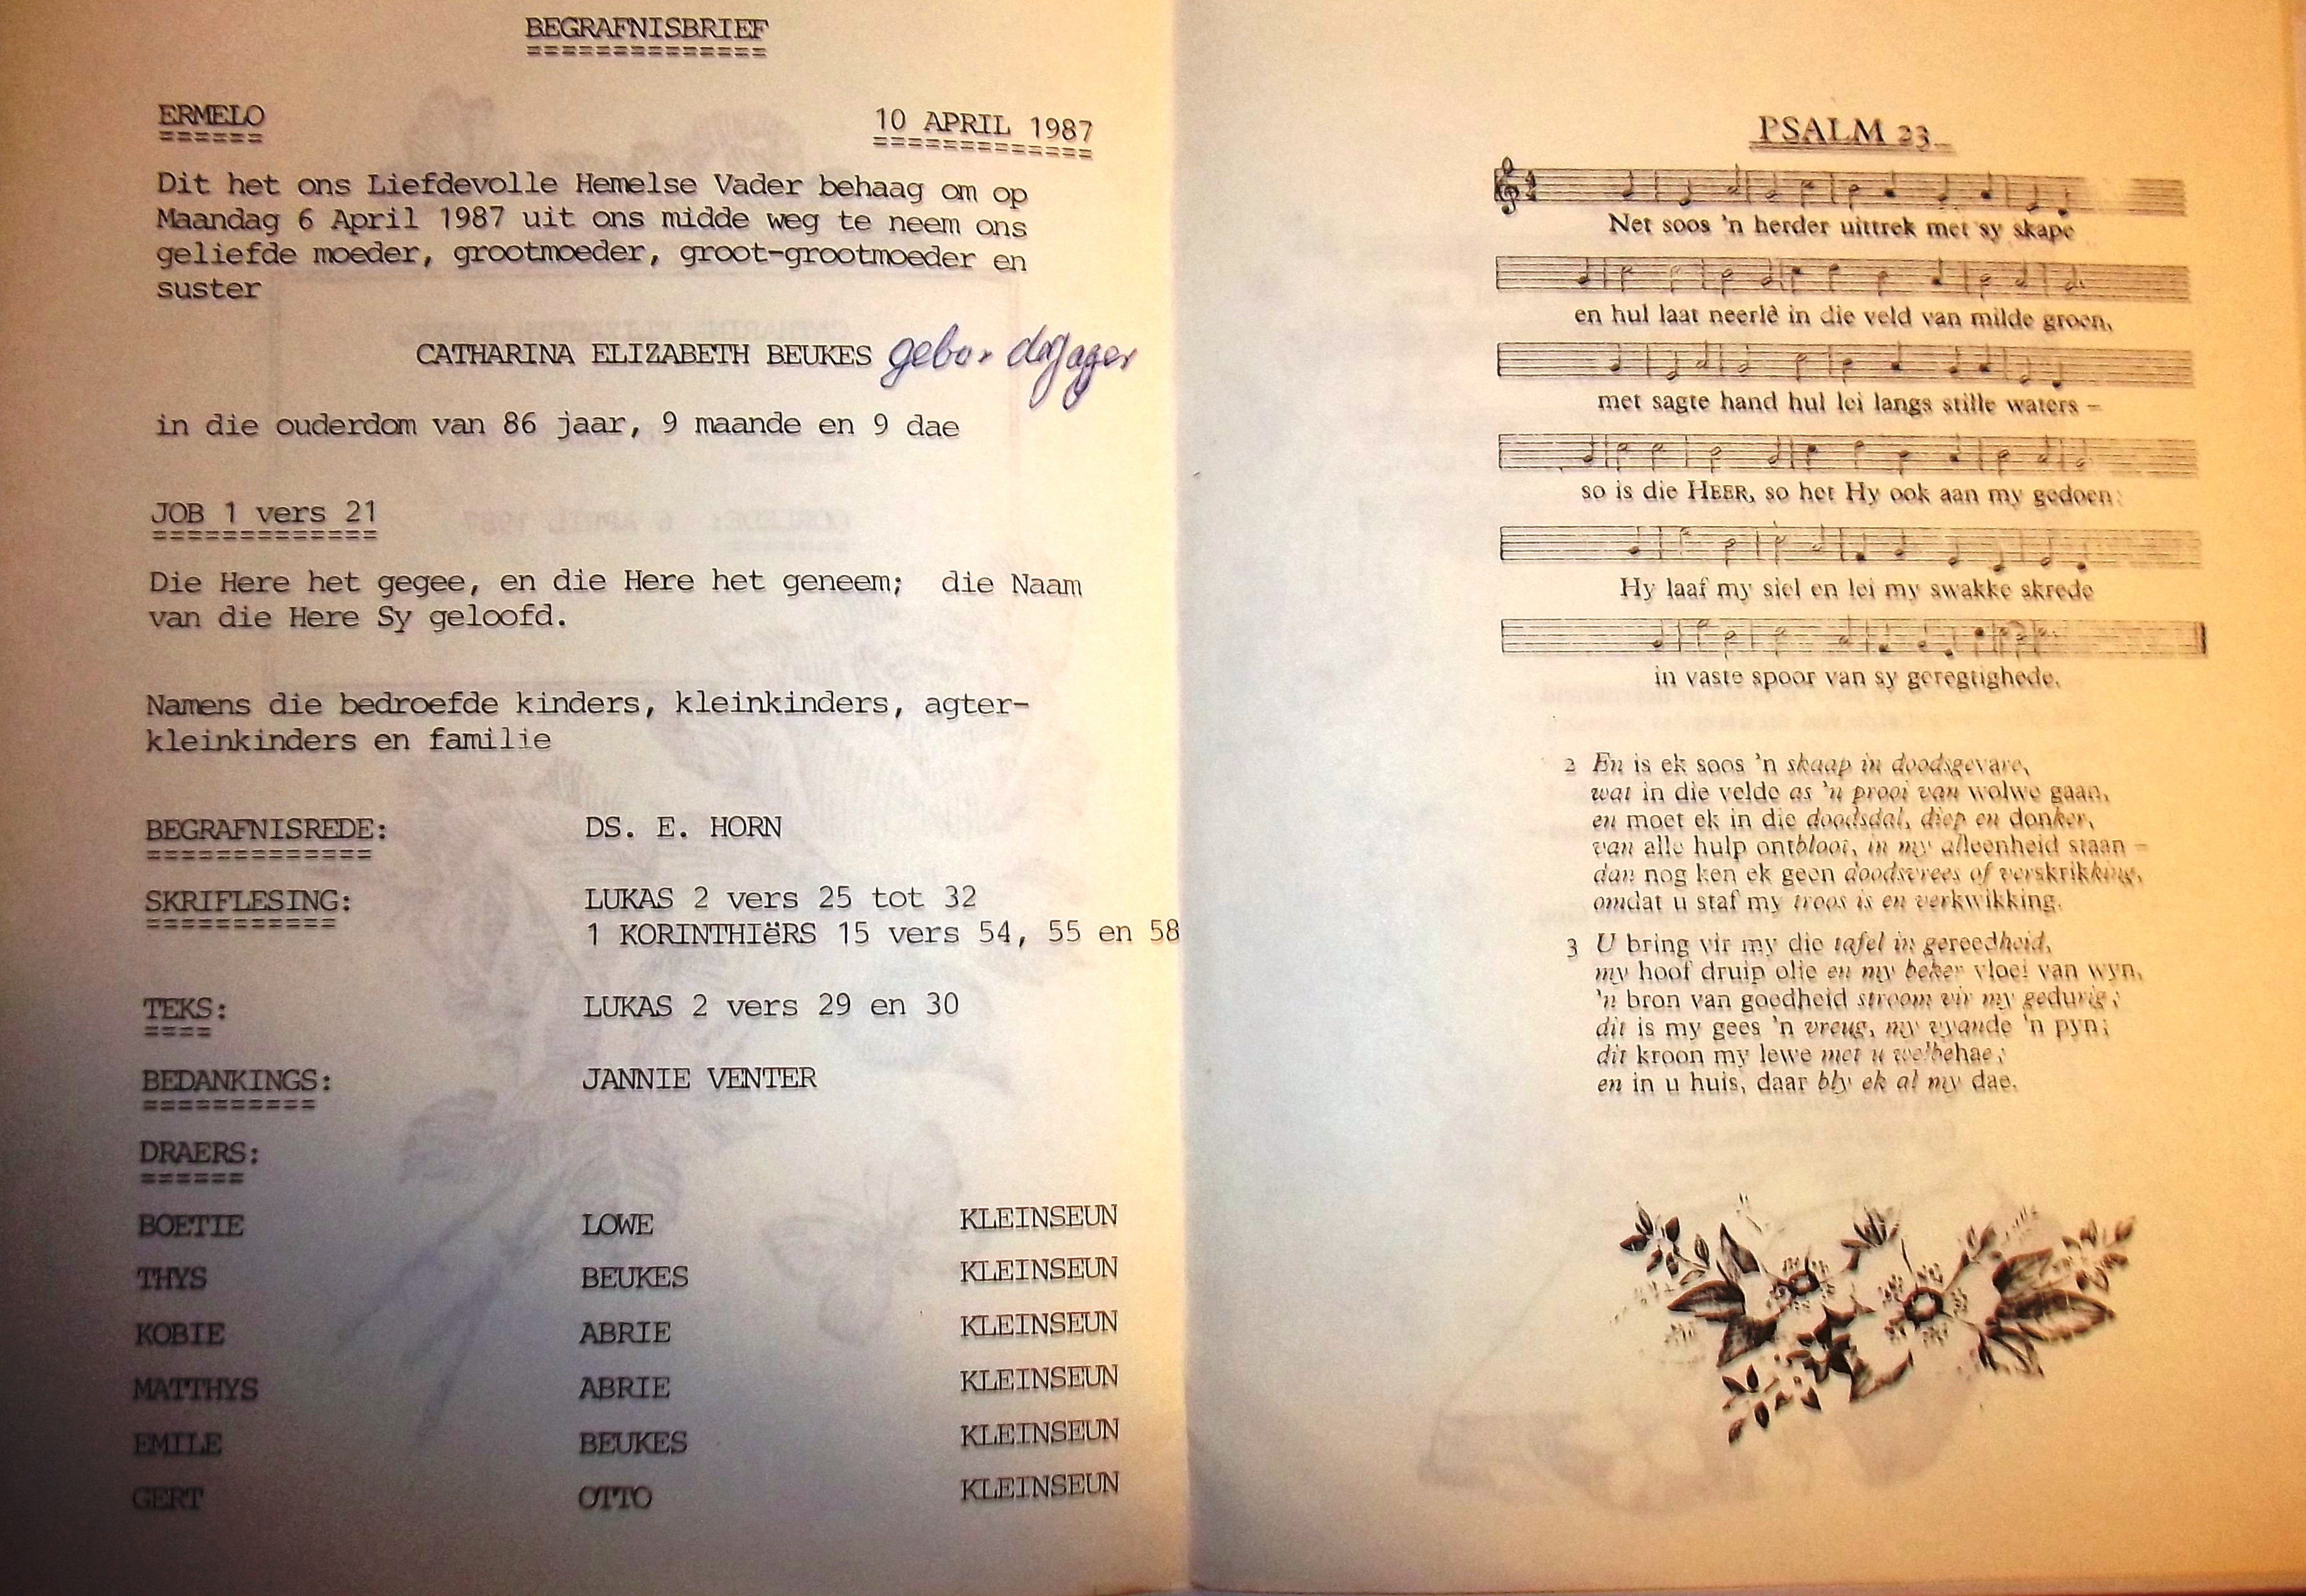 BEGRAFNISBRIEF
ERMELO 10 APRIL 1987
Dit het ons Liefdevolle Hemelse Vader behaag om op
Maandag 6 April 1987 uit ons midde weg te neem ons
geliefde moeder, grootmoeder, groot-grootmoeder en
suster
CATHARINA ELIZABETH BEUKES gebor
in die ouderdom van 86 jaar, 9 maande en 9 dae
JOB 1 vers 21
Die Here het gegee, en die Here het geneem; die Naam
van die Here Sy geloofd.
Namens die bedroefde kinders, kleinkinders, agter-
kleinkinders en familie
BEGRAFNISREDE: DS. E. HORN
SKRIFLESING: LUKAS 2 vers 25 tot 32
1 KORINTHIëRS 15 vers 54, 55 en 58
TEKS: LUKAS 2 vers 29 en 30
BEDANKINGS: JANNIE VENTER
DRAERS:
BOETIE LOWE KLEINSEUN
THYS BEUKES KLEINSEUN
KOBIE ABRIE KLEINSEUN
MATTHYS ABRIE KLEINSEUN
EMILE BEUKES KLEINSEUN
GERT OTTO KLEINSEUN
PSALM 23
Net soos 'n herder uittrek met sy skape
en hul laat neerlê in die veld van milde groen,
met sagte hand hul lei langs stille waters –
so is die HEER, so het Hy ook aan my gedoen:
Hy laaf my siel en lei my swakke skrede
in vaste spoor van sy geregtighede.
2 En is ek soos 'n skaap in doodsgevare,
wat in die velde as 'n prooi van wolwe gaan,
en moet ek in die doodsdal, diep en donker,
van alle hulp ontbloot, in my alleenheid staan –
dan nog ken ek geen doodsvrees of verskrikking,
omdat u staf my troos is en verkwikking.
3 U bring vir my die tafel in gereedheid,
my hoof druip olie en my beker vloei van wyn,
'n bron van goedheid stroom vir my gedurig;
dit is my gees 'n vreug, my vyande 'n pyn;
dit kroon my lewe met u welbehae;
en in u huis, daar bly ek al my dae.